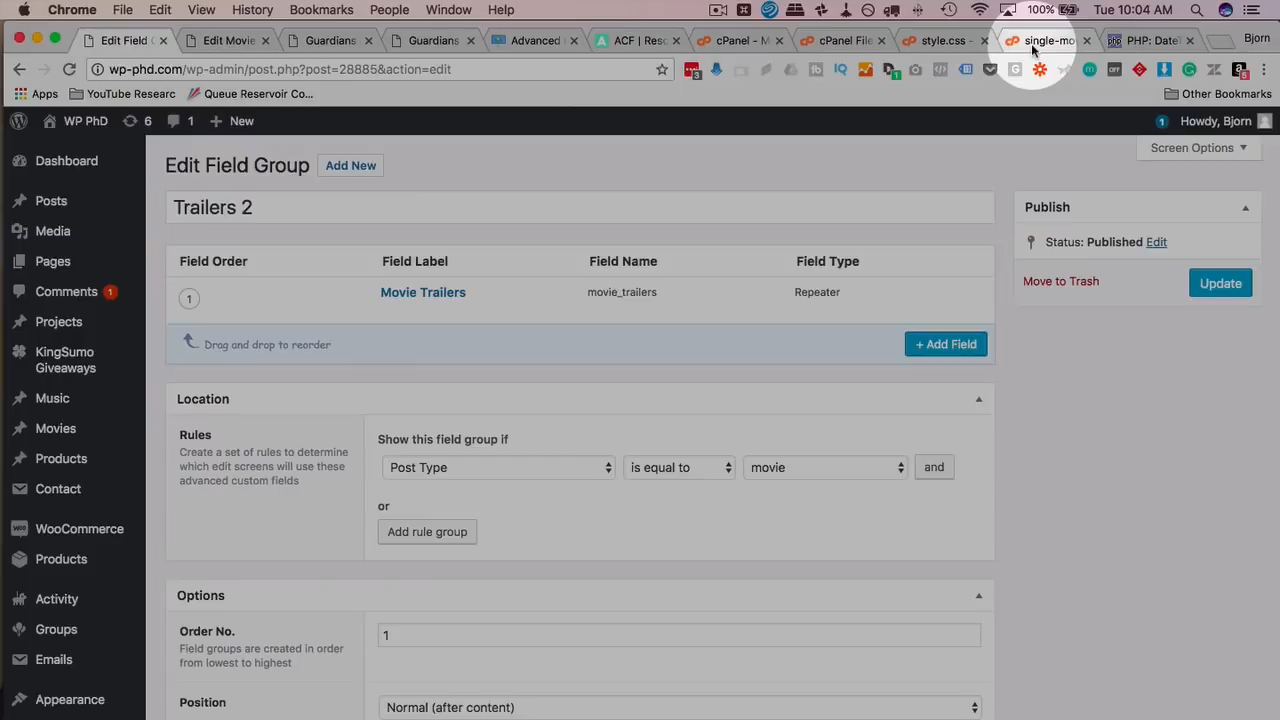 Chrome File Edit View History Bookmarks People Window Help 100% Tue 10:04 AM
Edit Field Edit Movie Guardians Guardians Advanced ACF | Res cPanel - M cPanel File style.css - single-mo PHP: Date Bjorn
wp-phd.com/wp-admin/post.php?post=28885&action=edit
Apps YouTube Researc Queue Reservoir Co... Other Bookmarks
WP PhD 6 1 + New 1 Howdy, Bjorn
Screen Options
Edit Field Group Add New
Trailers 2
Field Order Field Label Field Name Field Type
1 Movie Trailers movie_trailers Repeater
Drag and drop to reorder + Add Field
Location
Rules
Create a set of rules to determine
which edit screens will use these
advanced custom fields
Show this field group if
Post Type is equal to movie and
or
Add rule group
Options
Order No.
Field groups are created in order
from lowest to highest
1
Position Normal (after content)
Publish
Status: Published Edit
Move to Trash Update
Dashboard
Posts
Media
Pages
Comments 1
Projects
KingSumo
Giveaways
Music
Movies
Products
Contact
WooCommerce
Products
Activity
Groups
Emails
Appearance